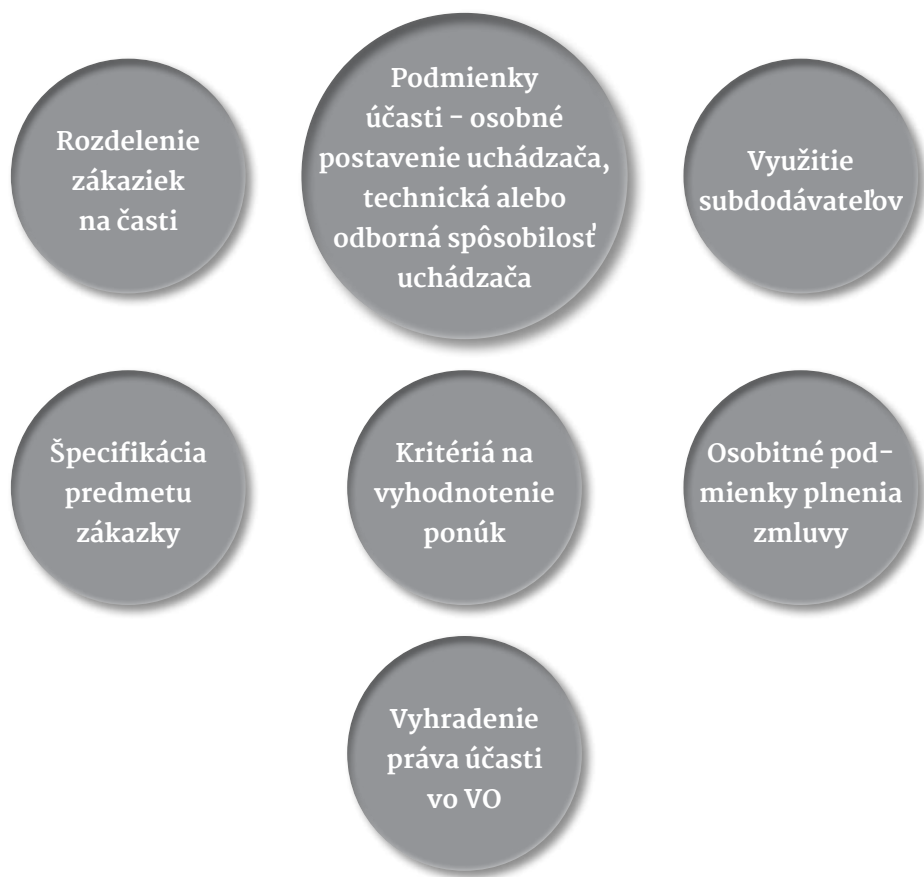 Rozdelenie
zákaziek
na časti
Podmienky
účasti - osobné
postavenie uchádzača,
technická alebo
odborná spôsobilosť
uchádzača
Využitie
subdodávateľov
Špecifikácia
predmetu
zákazky
Kritériá na
vyhodnotenie
ponúk
Osobitné pod-
mienky plnenia
zmluvy
Vyhradenie
práva účasti
vo VO